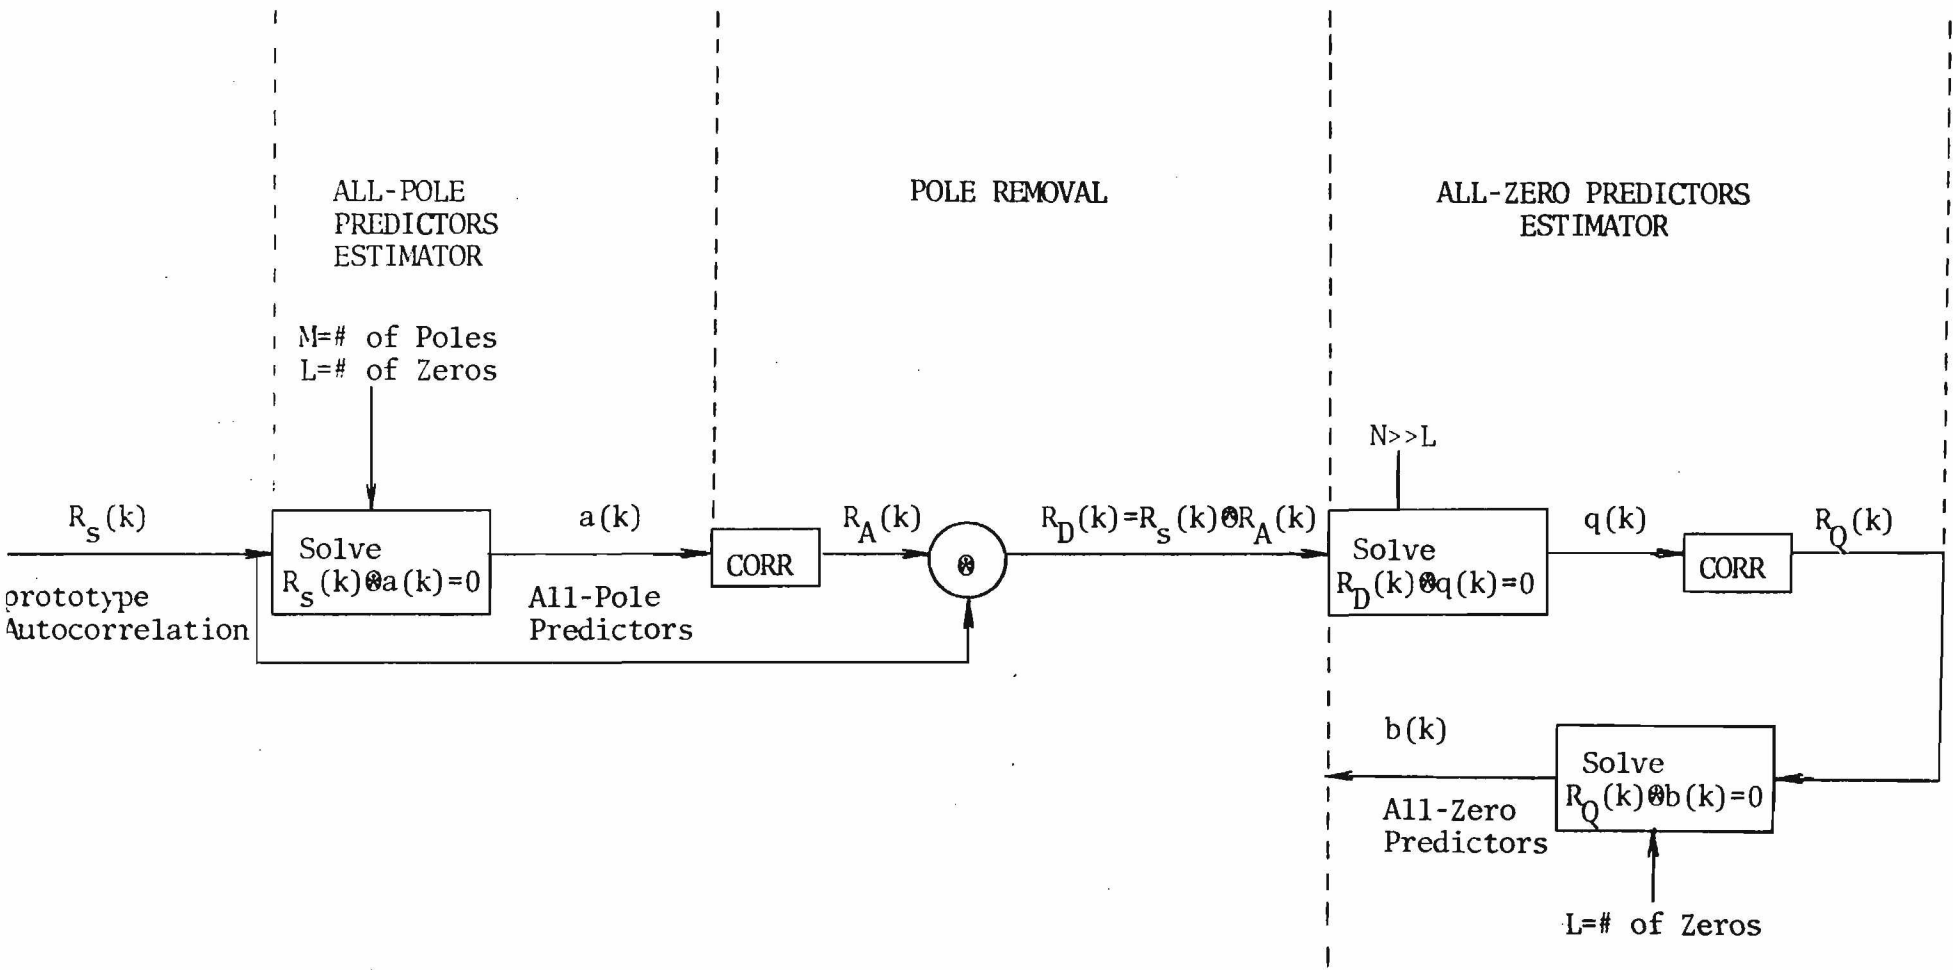 ALL-POLE
PREDICTORS
ESTIMATOR
POLE REMOVAL
ALL-ZERO PREDICTORS
ESTIMATOR
M=# of Poles
L=# of Zeros
N>>L
R_s(k)
prototype
Autocorrelation
Solve
R_s(k)⊛a(k)=0
a(k)
All-Pole
Predictors
CORR
R_A(k)
⊛
R_D(k)=R_s(k)⊛R_A(k)
Solve
R_D(k)⊛q(k)=0
q(k)
CORR
R_Q(k)
b(k)
All-Zero
Predictors
Solve
R_Q(k)⊛b(k)=0
L=# of Zeros